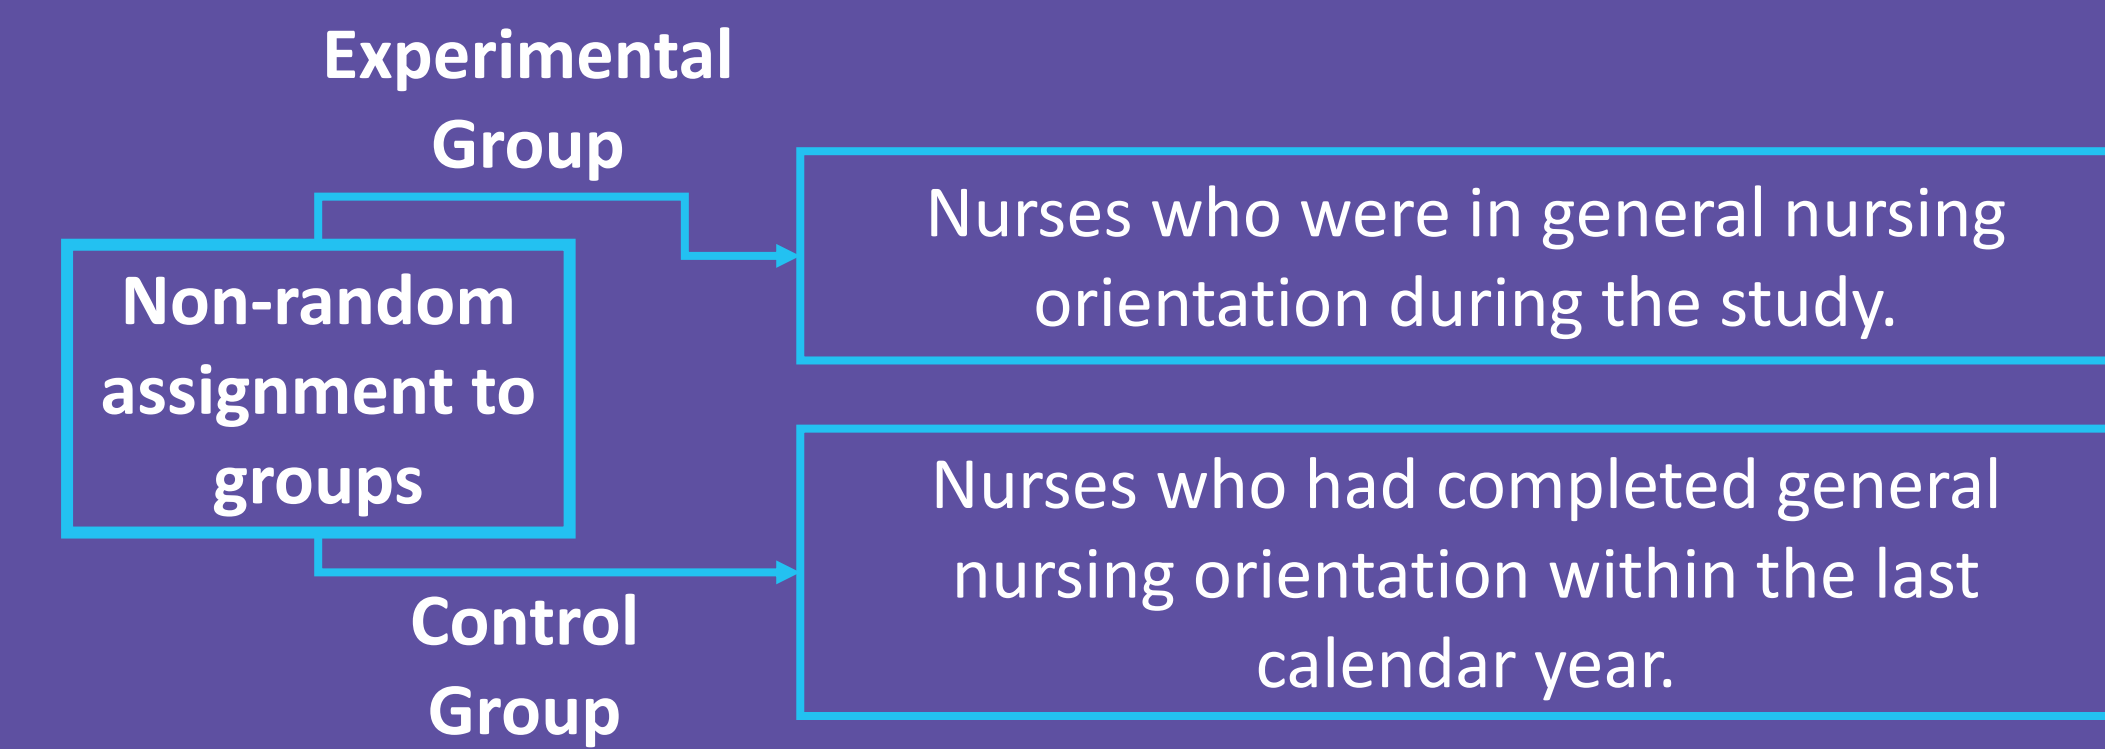 Experimental
Group
Nurses who were in general nursing
orientation during the study.
Non-random
assignment to
groups
Nurses who had completed general
nursing orientation within the last
calendar year.
Control
Group